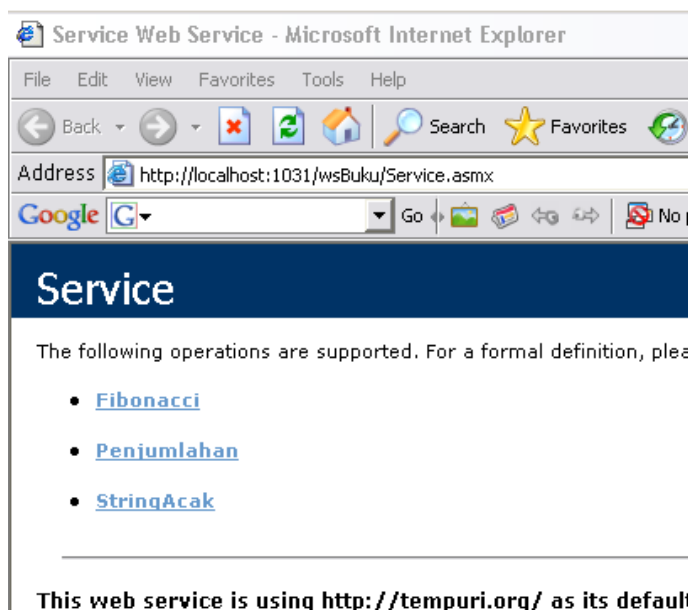 Service Web Service - Microsoft Internet Explorer
File Edit View Favorites Tools Help
Back Search Favorites
Address http://localhost:1031/wsBuku/Service.asmx
Google G Go No
Service
The following operations are supported. For a formal definition,
Fibonacci
Penjumlahan
StringAcak
This web service is using http://tempuri.org/ as its default